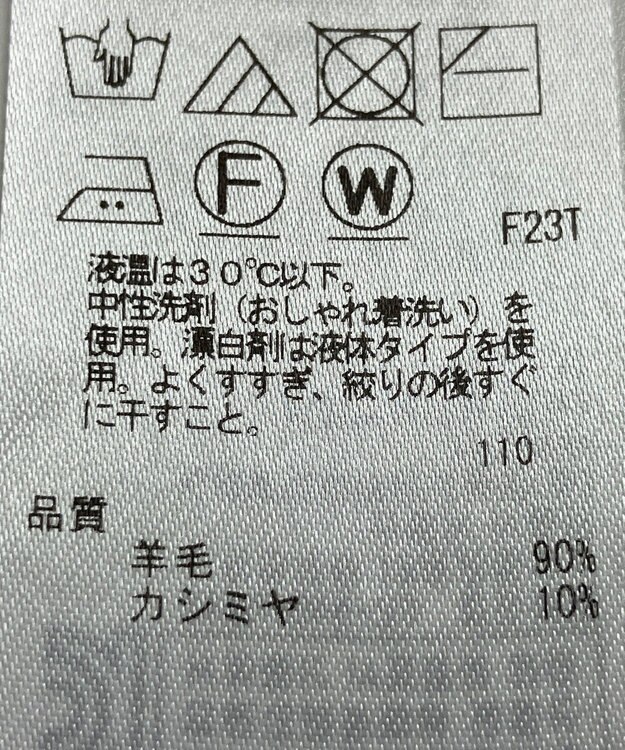 F W
F23T
液温は30℃以下。
中性洗剤（おしゃれ着洗い）を
使用。漂白剤は液体タイプを使
用。よくすすぎ、絞りの後すぐ
に干すこと。
110
品質
羊毛 90%
カシミヤ 10%